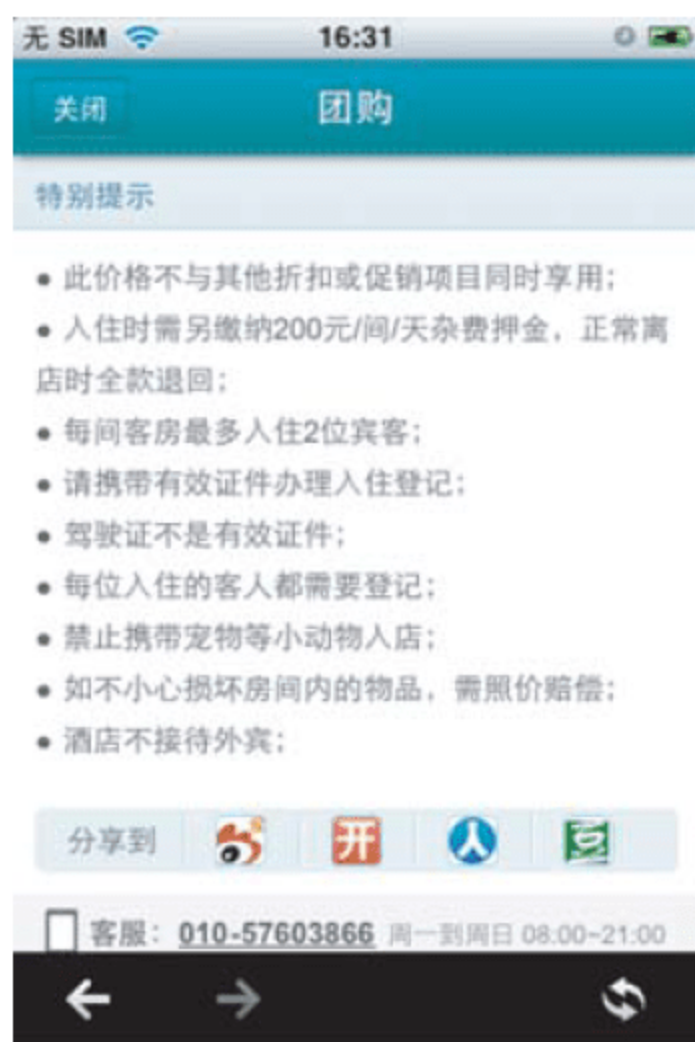 无 SIM 16:31
关闭 团购
特别提示
● 此价格不与其他折扣或促销项目同时享用；
● 入住时需另缴纳200元/间/天杂费押金，正常离
店时全款退回；
● 每间客房最多入住2位宾客；
● 请携带有效证件办理入住登记；
● 驾驶证不是有效证件；
● 每位入住的客人都需要登记；
● 禁止携带宠物等小动物入店；
● 如不小心损坏房间内的物品，需照价赔偿；
● 酒店不接待外宾；
分享到 开 人 豆
客服：010-57603866 周一到周日 08:00~21:00